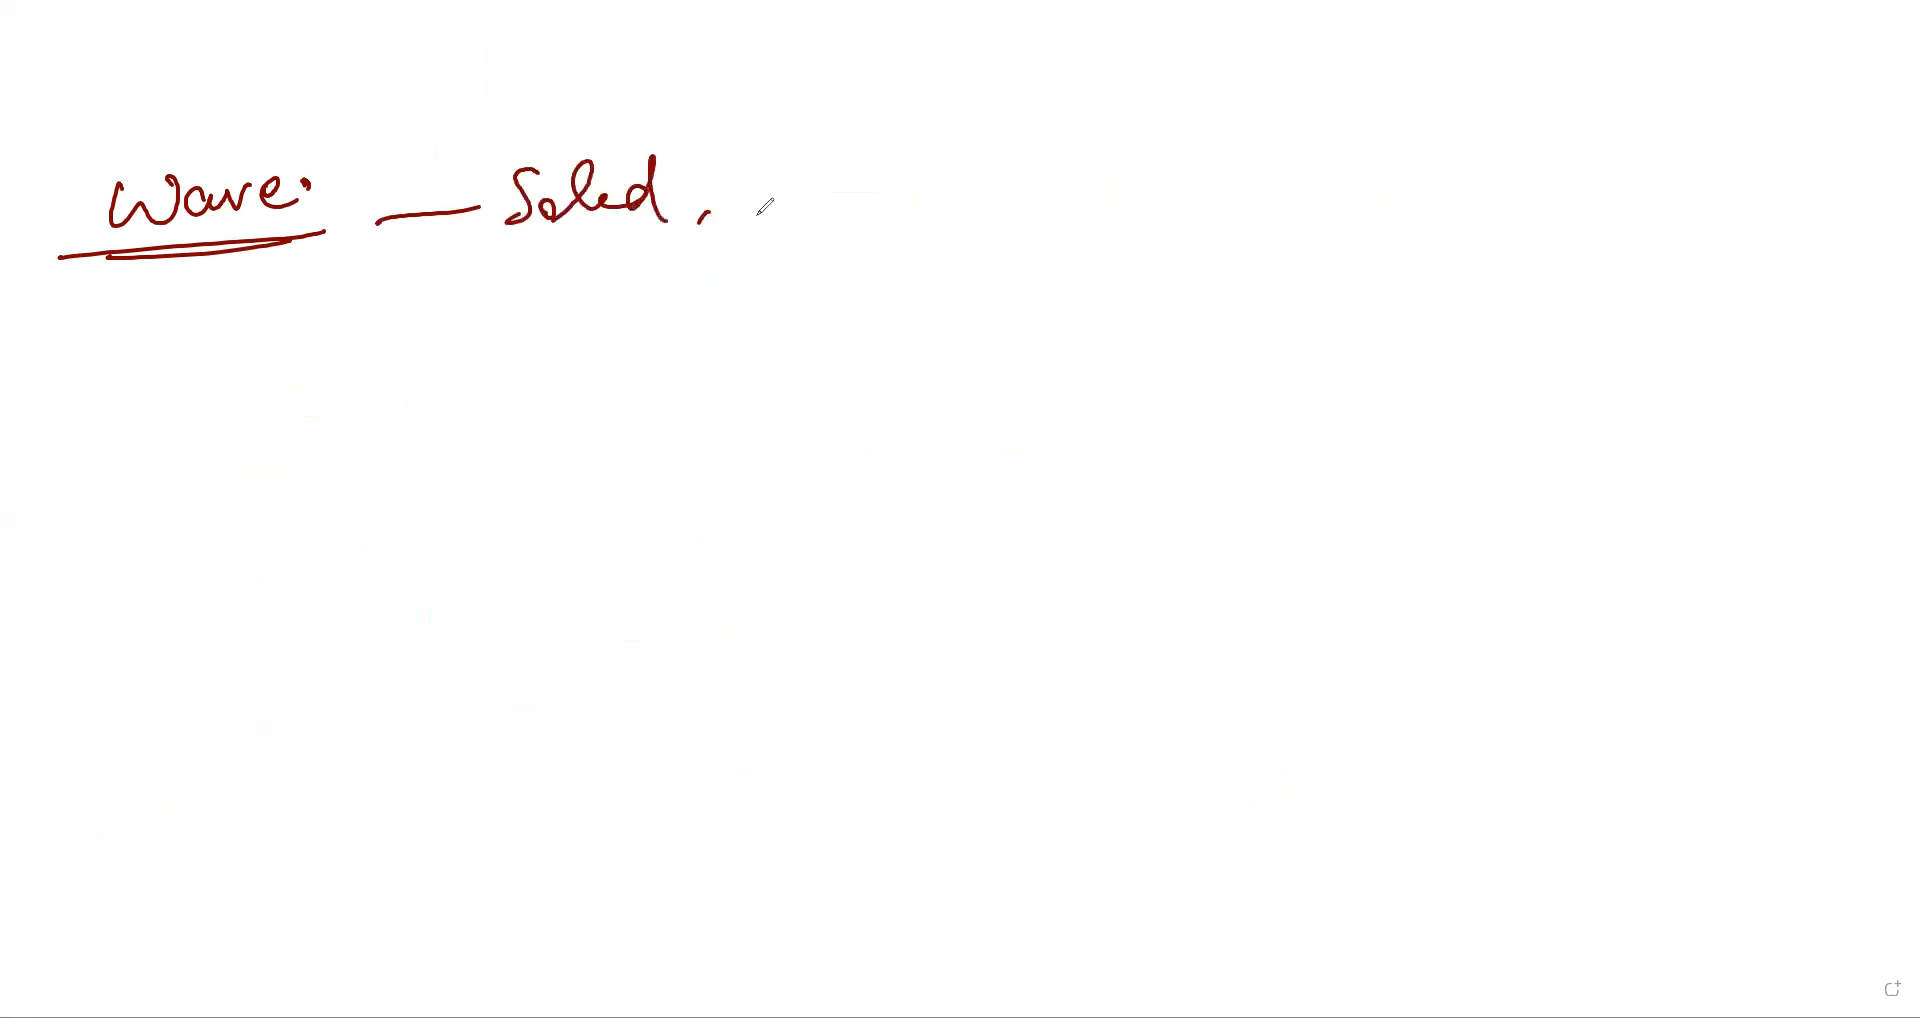 Wave. — Solid,